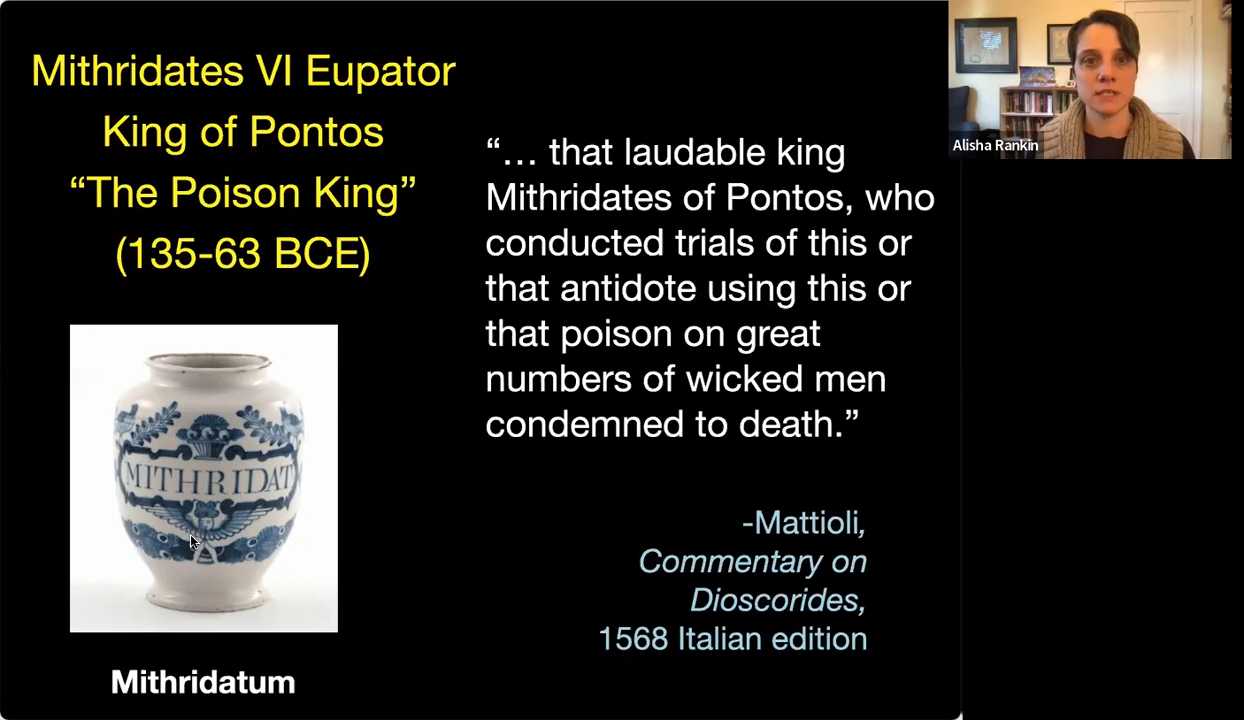 Mithridates VI Eupator
King of Pontos
“The Poison King”
(135-63 BCE)
MITHRIDAT
Mithridatum
“… that laudable king
Mithridates of Pontos, who
conducted trials of this or
that antidote using this or
that poison on great
numbers of wicked men
condemned to death.”
-Mattioli,
Commentary on
Dioscorides,
1568 Italian edition
Alisha Rankin